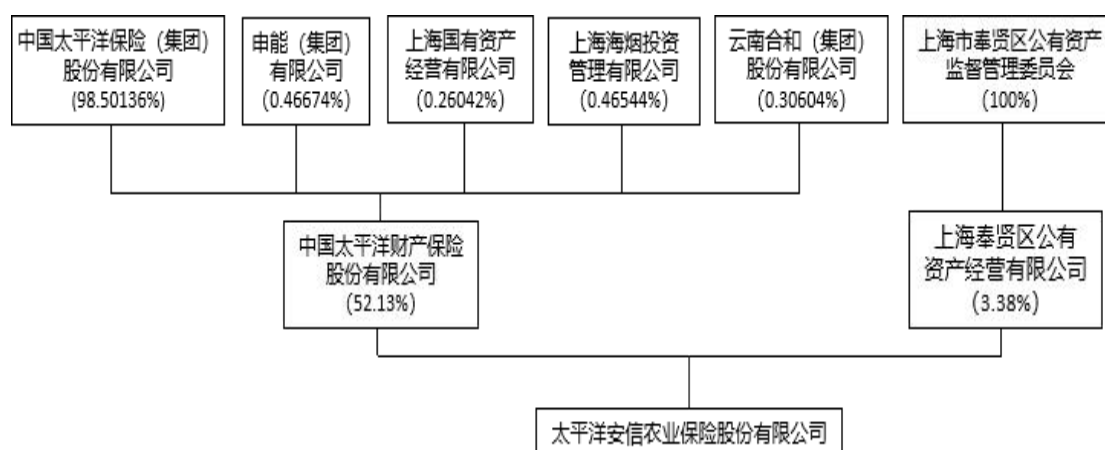 中国太平洋保险（集团）
股份有限公司
(98.50136%)
申能（集团）
有限公司
(0.46674%)
上海国有资产
经营有限公司
(0.26042%)
上海海烟投资
管理有限公司
(0.46544%)
云南合和（集团）
股份有限公司
(0.30604%)
上海市奉贤区公有资产
监督管理委员会
(100%)
中国太平洋财产保险
股份有限公司
(52.13%)
上海奉贤区公有
资产经营有限公司
(3.38%)
太平洋安信农业保险股份有限公司